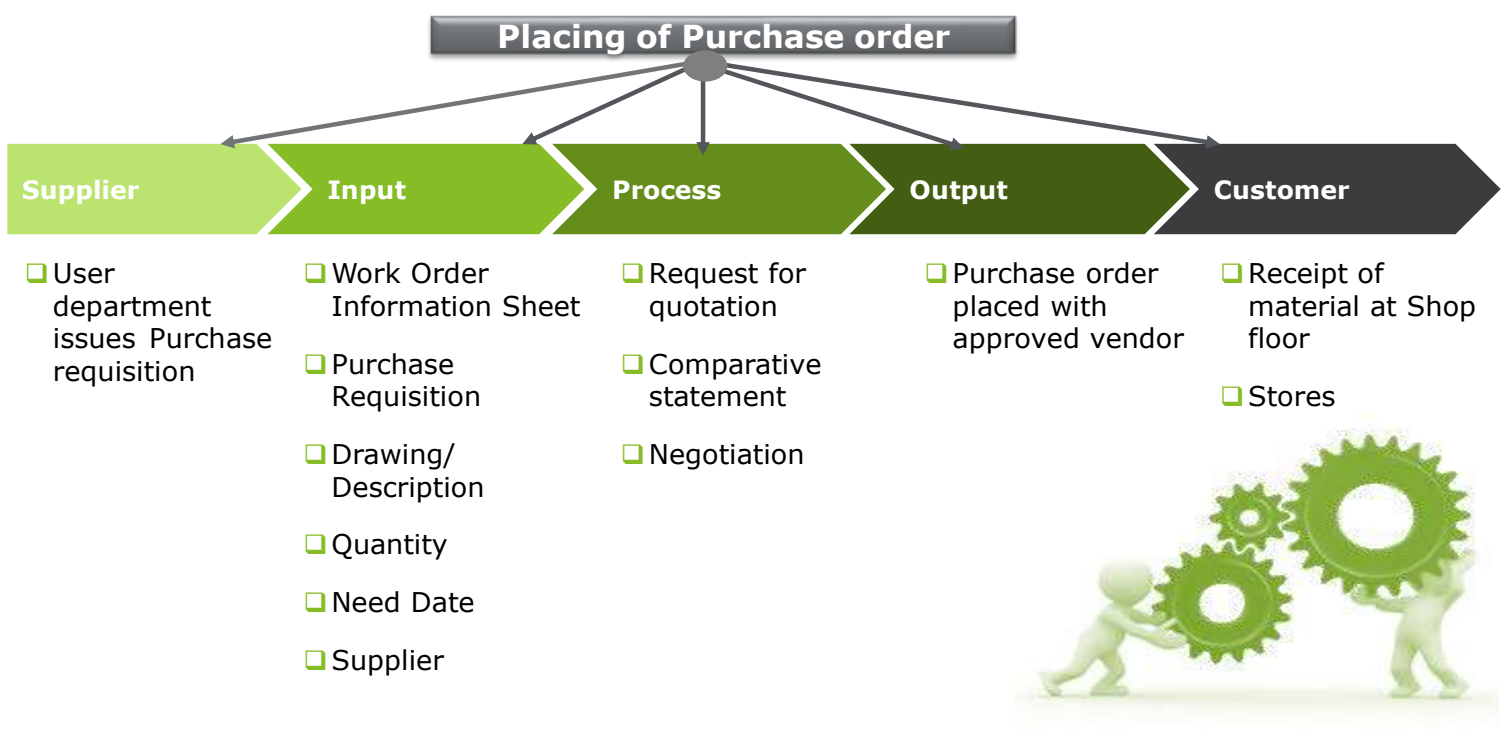 Placing of Purchase order
Supplier
Input
Process
Output
Customer
User
department
issues Purchase
requisition
Work Order
Information Sheet
Purchase
Requisition
Drawing/
Description
Quantity
Need Date
Supplier
Request for
quotation
Comparative
statement
Negotiation
Purchase order
placed with
approved vendor
Receipt of
material at Shop
floor
Stores